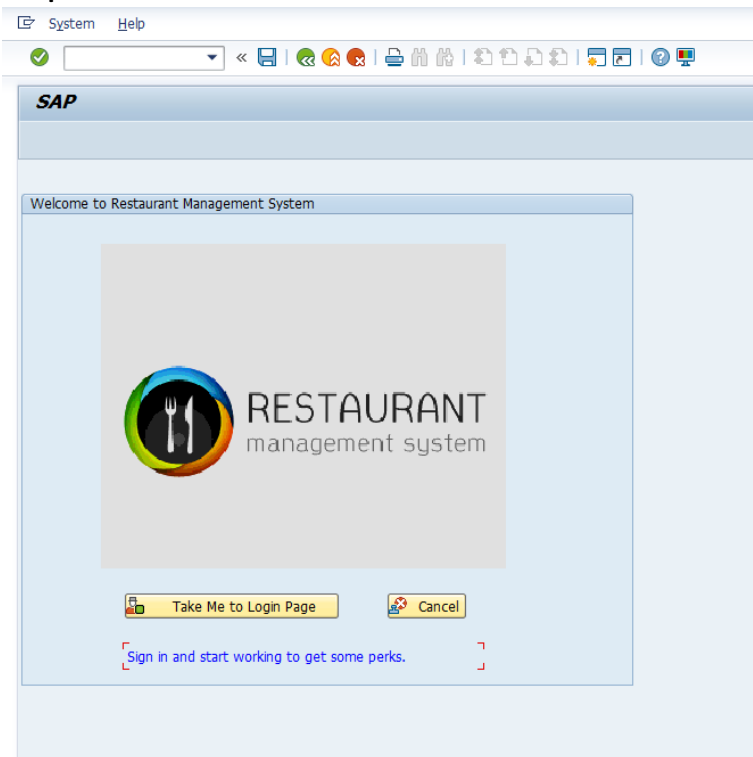 System Help
SAP
Welcome to Restaurant Management System
RESTAURANT
management system
Take Me to Login Page Cancel
Sign in and start working to get some perks.